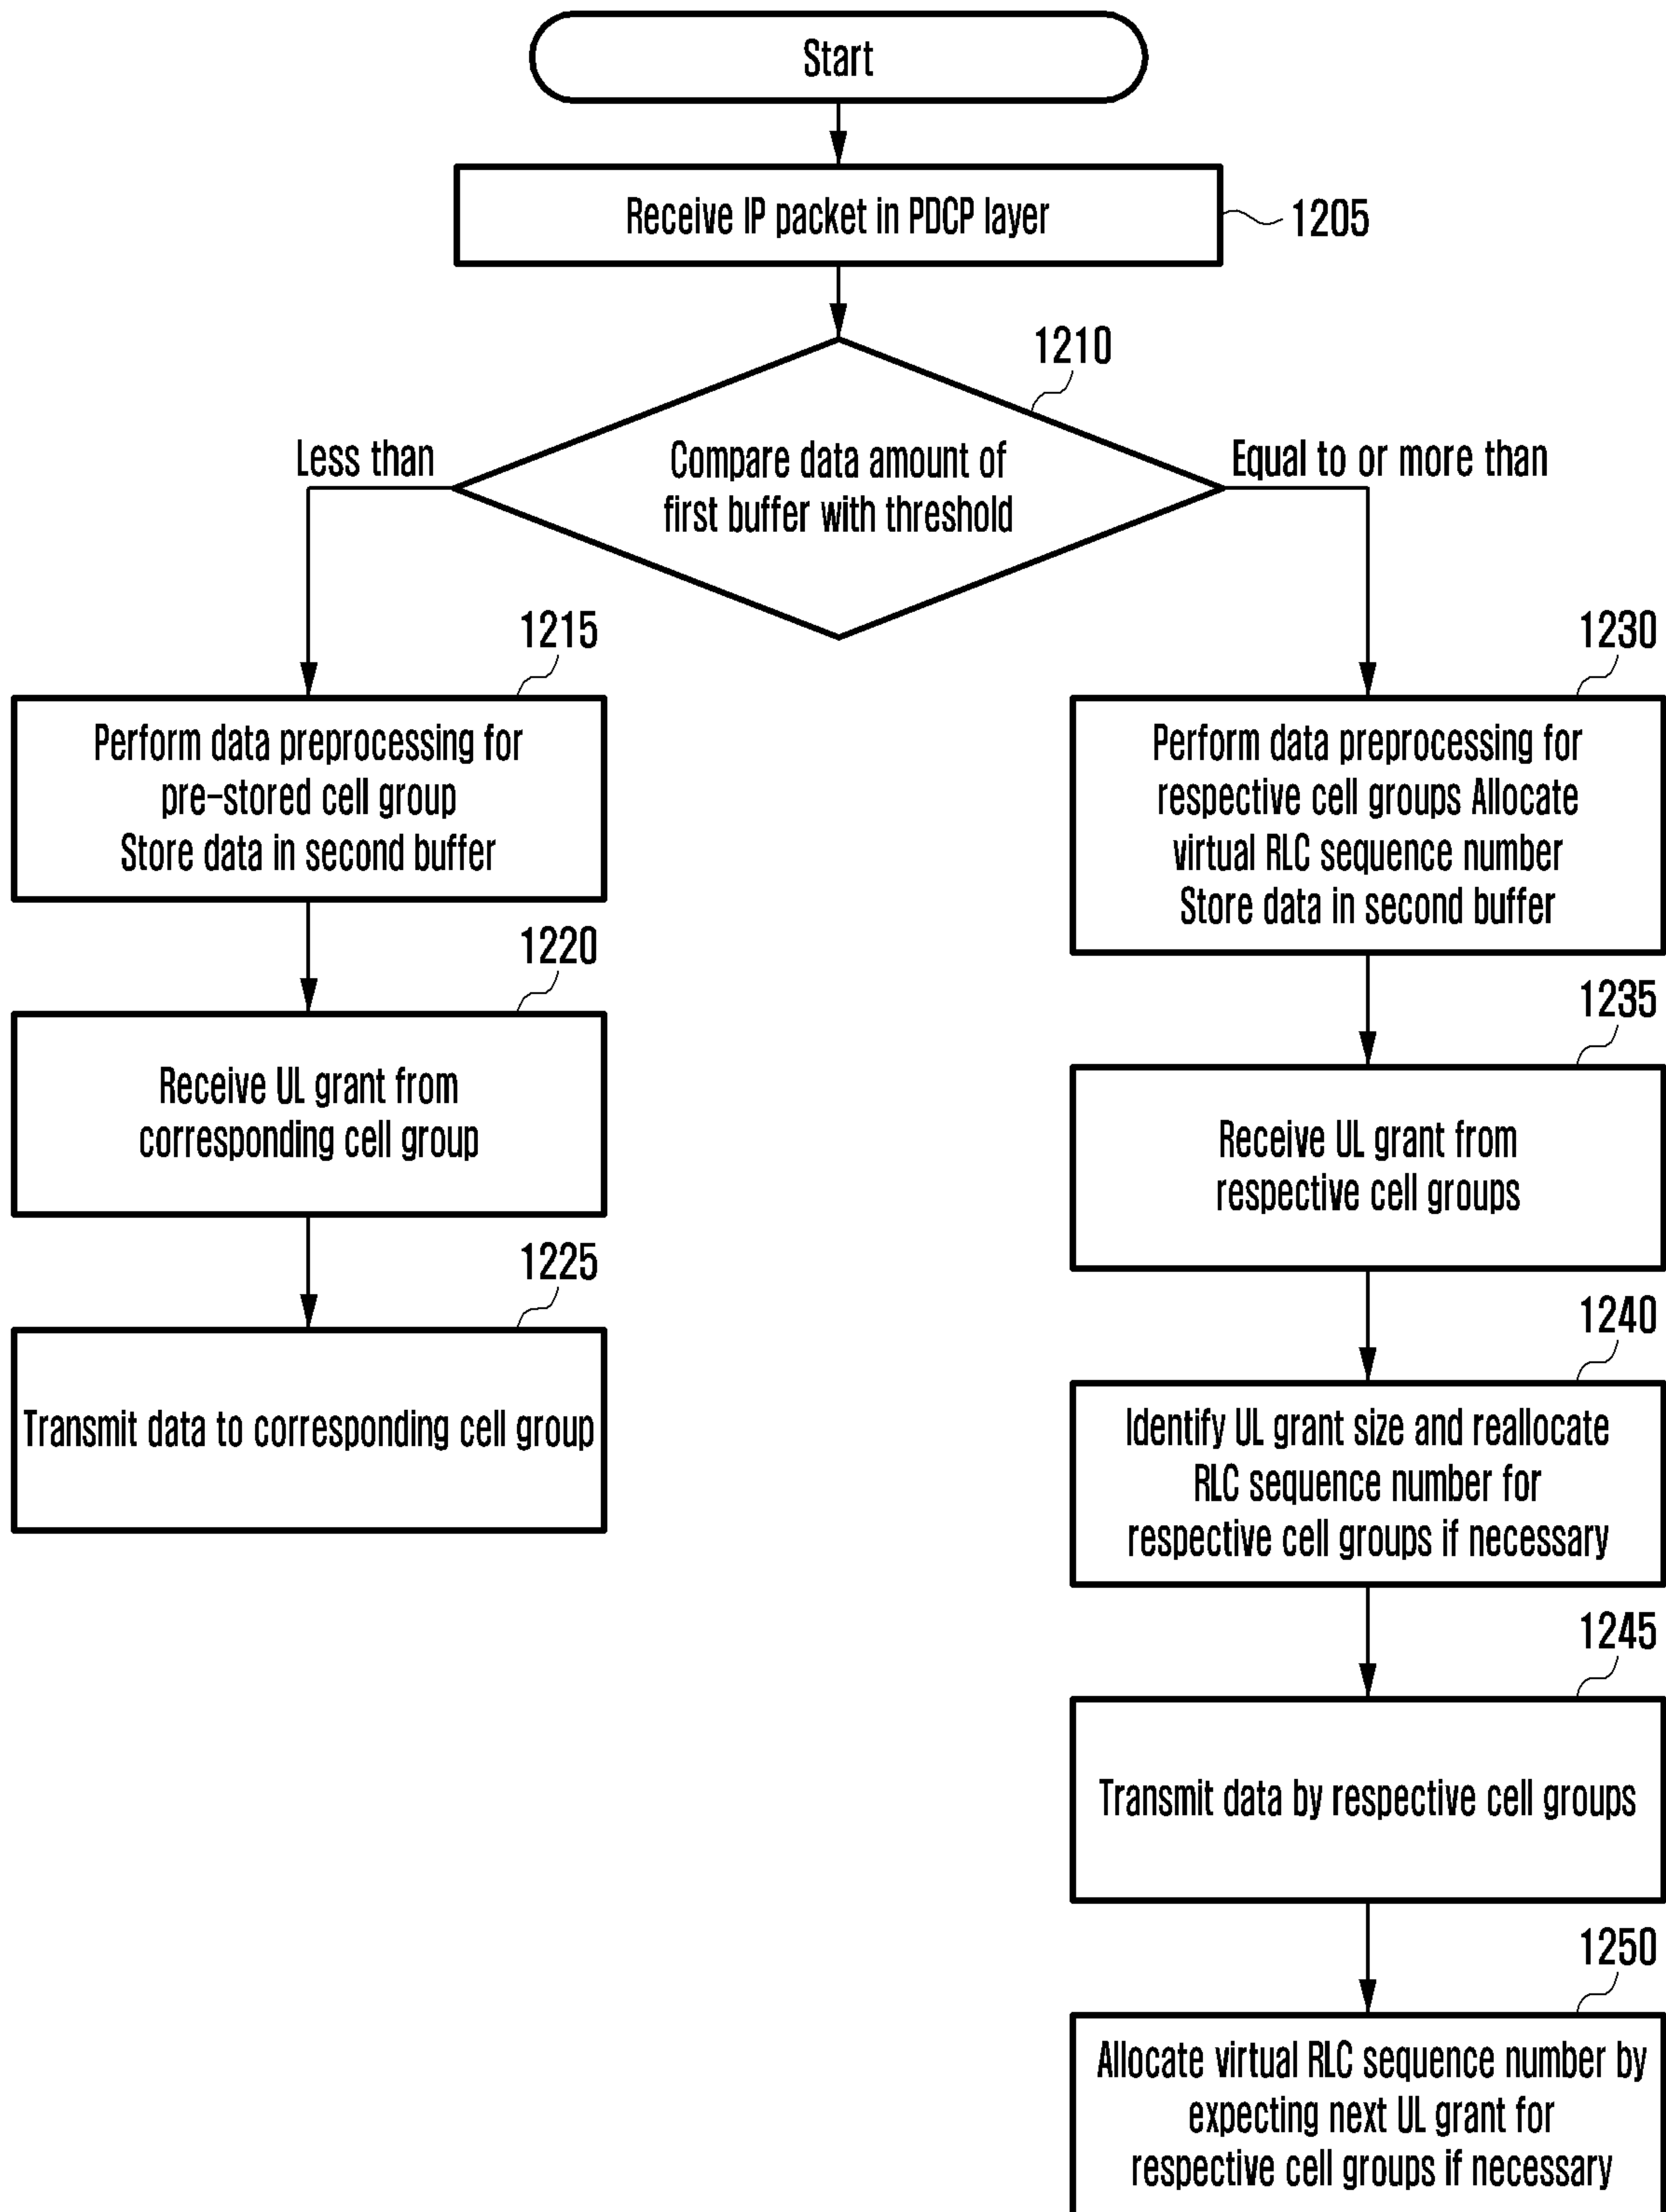 Start
Receive IP packet in PDCP layer
1205
1210
Compare data amount of
first buffer with threshold
Less than
Equal to or more than
1215
Perform data preprocessing for
pre-stored cell group
Store data in second buffer
1220
Receive UL grant from
corresponding cell group
1225
Transmit data to corresponding cell group
1230
Perform data preprocessing for
respective cell groups Allocate
virtual RLC sequence number
Store data in second buffer
1235
Receive UL grant from
respective cell groups
1240
Identify UL grant size and reallocate
RLC sequence number for
respective cell groups if necessary
1245
Transmit data by respective cell groups
1250
Allocate virtual RLC sequence number by
expecting next UL grant for
respective cell groups if necessary